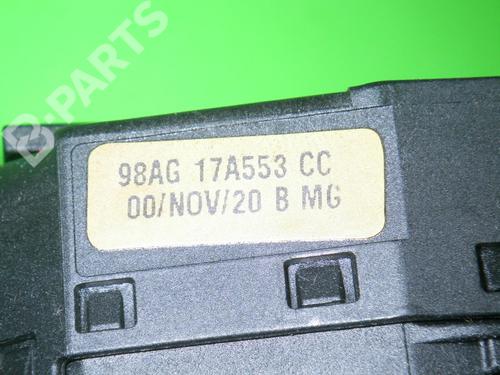 B-PARTS
98AG 17A553 CC
00/NOV/20 B MG